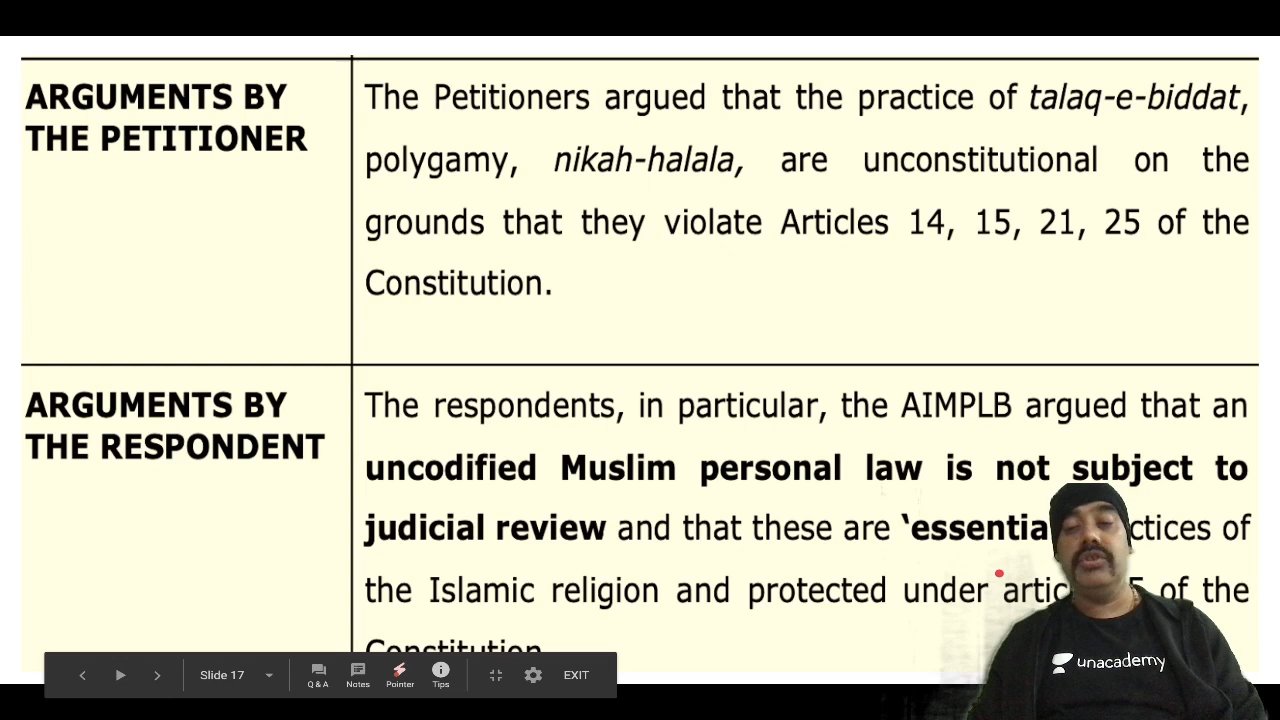 ARGUMENTS BY
THE PETITIONER
The Petitioners argued that the practice of talaq-e-biddat,
polygamy, nikah-halala, are unconstitutional on the
grounds that they violate Articles 14, 15, 21, 25 of the
Constitution.
ARGUMENTS BY
THE RESPONDENT
The respondents, in particular, the AIMPLB argued that an
uncodified Muslim personal law is not subject to
judicial review and that these are ‘essentia ctices of
the Islamic religion and protected under artic 5 of the
Constitution
Slide 17
Q & A
Notes
Pointer
Tips
EXIT
unacademy